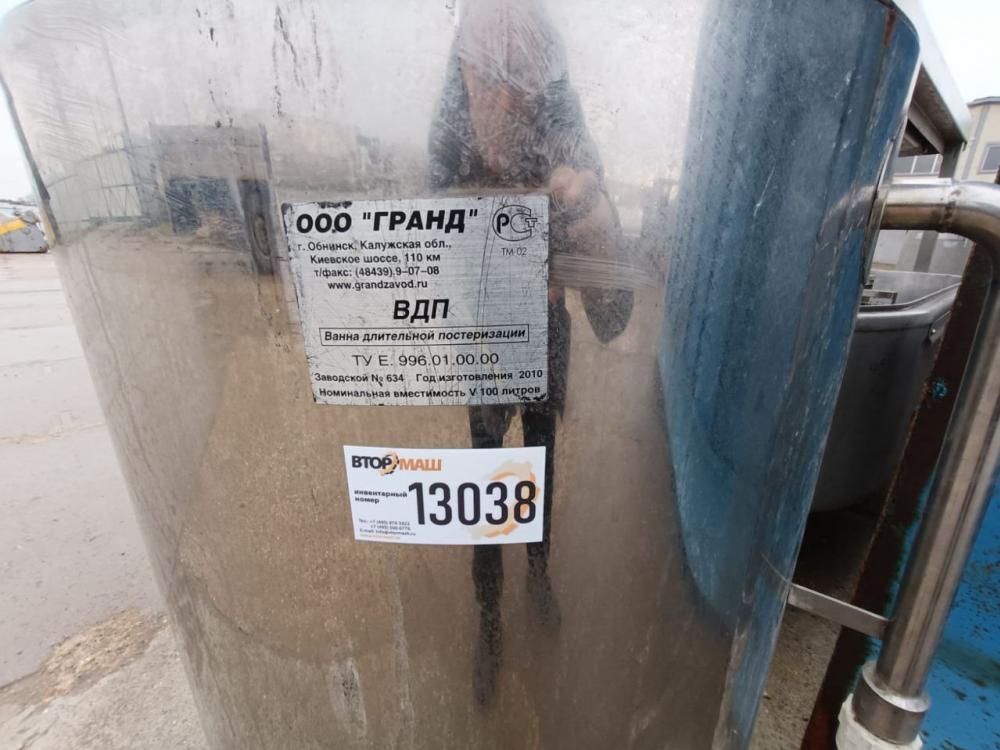 ООО "ГРАНД"
РСТ
ТМ 02
г. Обнинск, Калужская обл.,
Киевское шоссе, 110 км
т/факс: (48439) 9-07-08
www.grandzavod.ru
ВДП
Ванна длительной постеризации
ТУ Е. 996.01.00.00
Заводской № 634 Год изготовления 2010
Номинальная вместимость V 100 литров
ВТОРМАШ
инвентарный
номер
13038